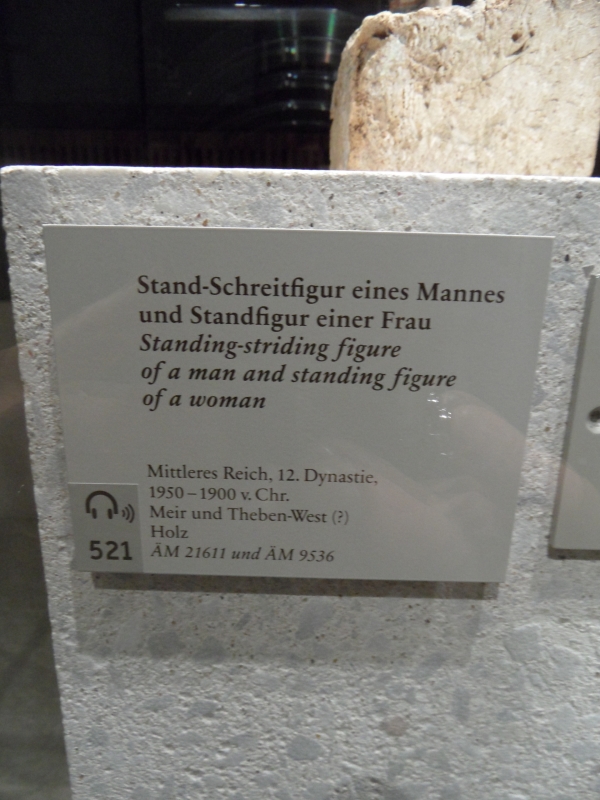 Stand-Schreitfigur eines Mannes
und Standfigur einer Frau
Standing-striding figure
of a man and standing figure
of a woman
Mittleres Reich, 12. Dynastie,
1950 – 1900 v. Chr.
Meir und Theben-West (?)
Holz
ÄM 21611 und ÄM 9536
521